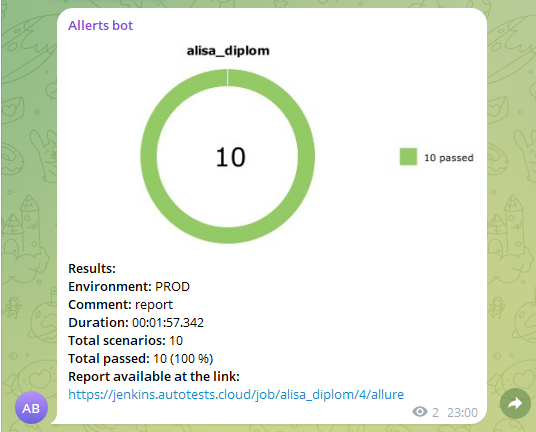 Allerts bot
alisa_diplom
10
10 passed
Results:
Environment: PROD
Comment: report
Duration: 00:01:57.342
Total scenarios: 10
Total passed: 10 (100 %)
Report available at the link:
https://jenkins.autotests.cloud/job/alisa_diplom/4/allure
AB
2 23:00